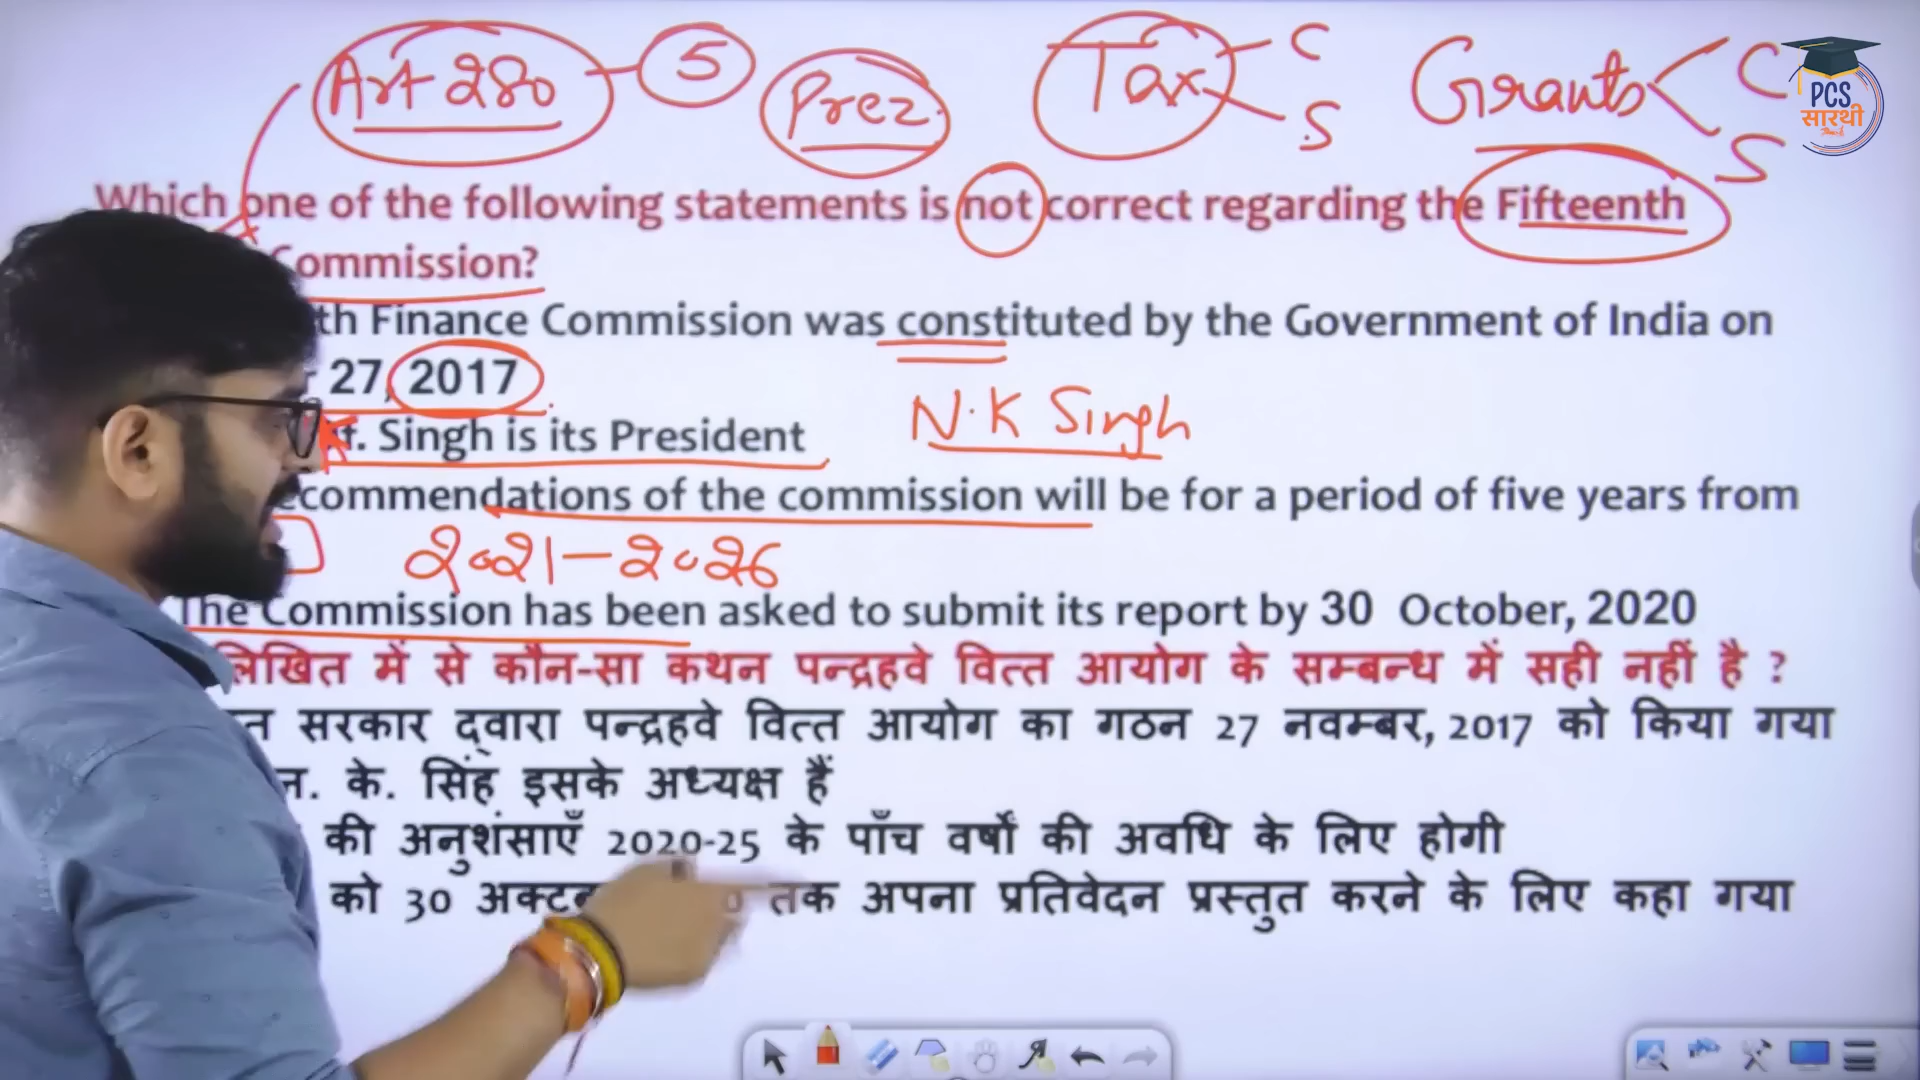 Art 280 5 Prez. Tax C S Grants C S
PCS
सारथी
Which one of the following statements is not correct regarding the Fifteenth
Commission?
th Finance Commission was constituted by the Government of India on
27, 2017
Singh is its President N.K Singh
commendations of the commission will be for a period of five years from
2021-2026
The Commission has been asked to submit its report by 30 October, 2020
लिखित में से कौन-सा कथन पन्द्रहवे वित्त आयोग के सम्बन्ध में सही नहीं है ?
त सरकार द्वारा पन्द्रहवे वित्त आयोग का गठन 27 नवम्बर, 2017 को किया गया
न. के. सिंह इसके अध्यक्ष हैं
की अनुशंसाएँ 2020-25 के पाँच वर्षों की अवधि के लिए होगी
को 30 तक अपना प्रतिवेदन प्रस्तुत करने के लिए कहा गया